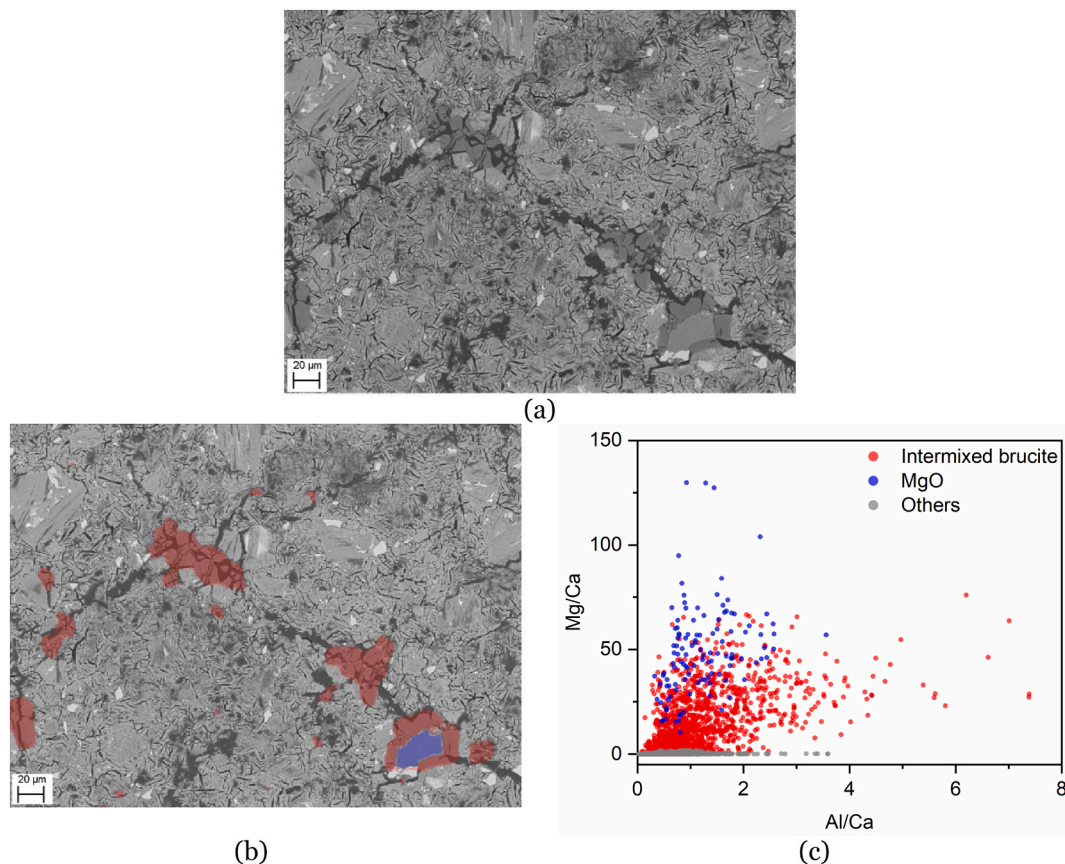 20 µm
(a)
20 µm
(b)
150
100
50
0
Mg/Ca
Intermixed brucite
MgO
Others
0 2 4 6 8
Al/Ca
(c)